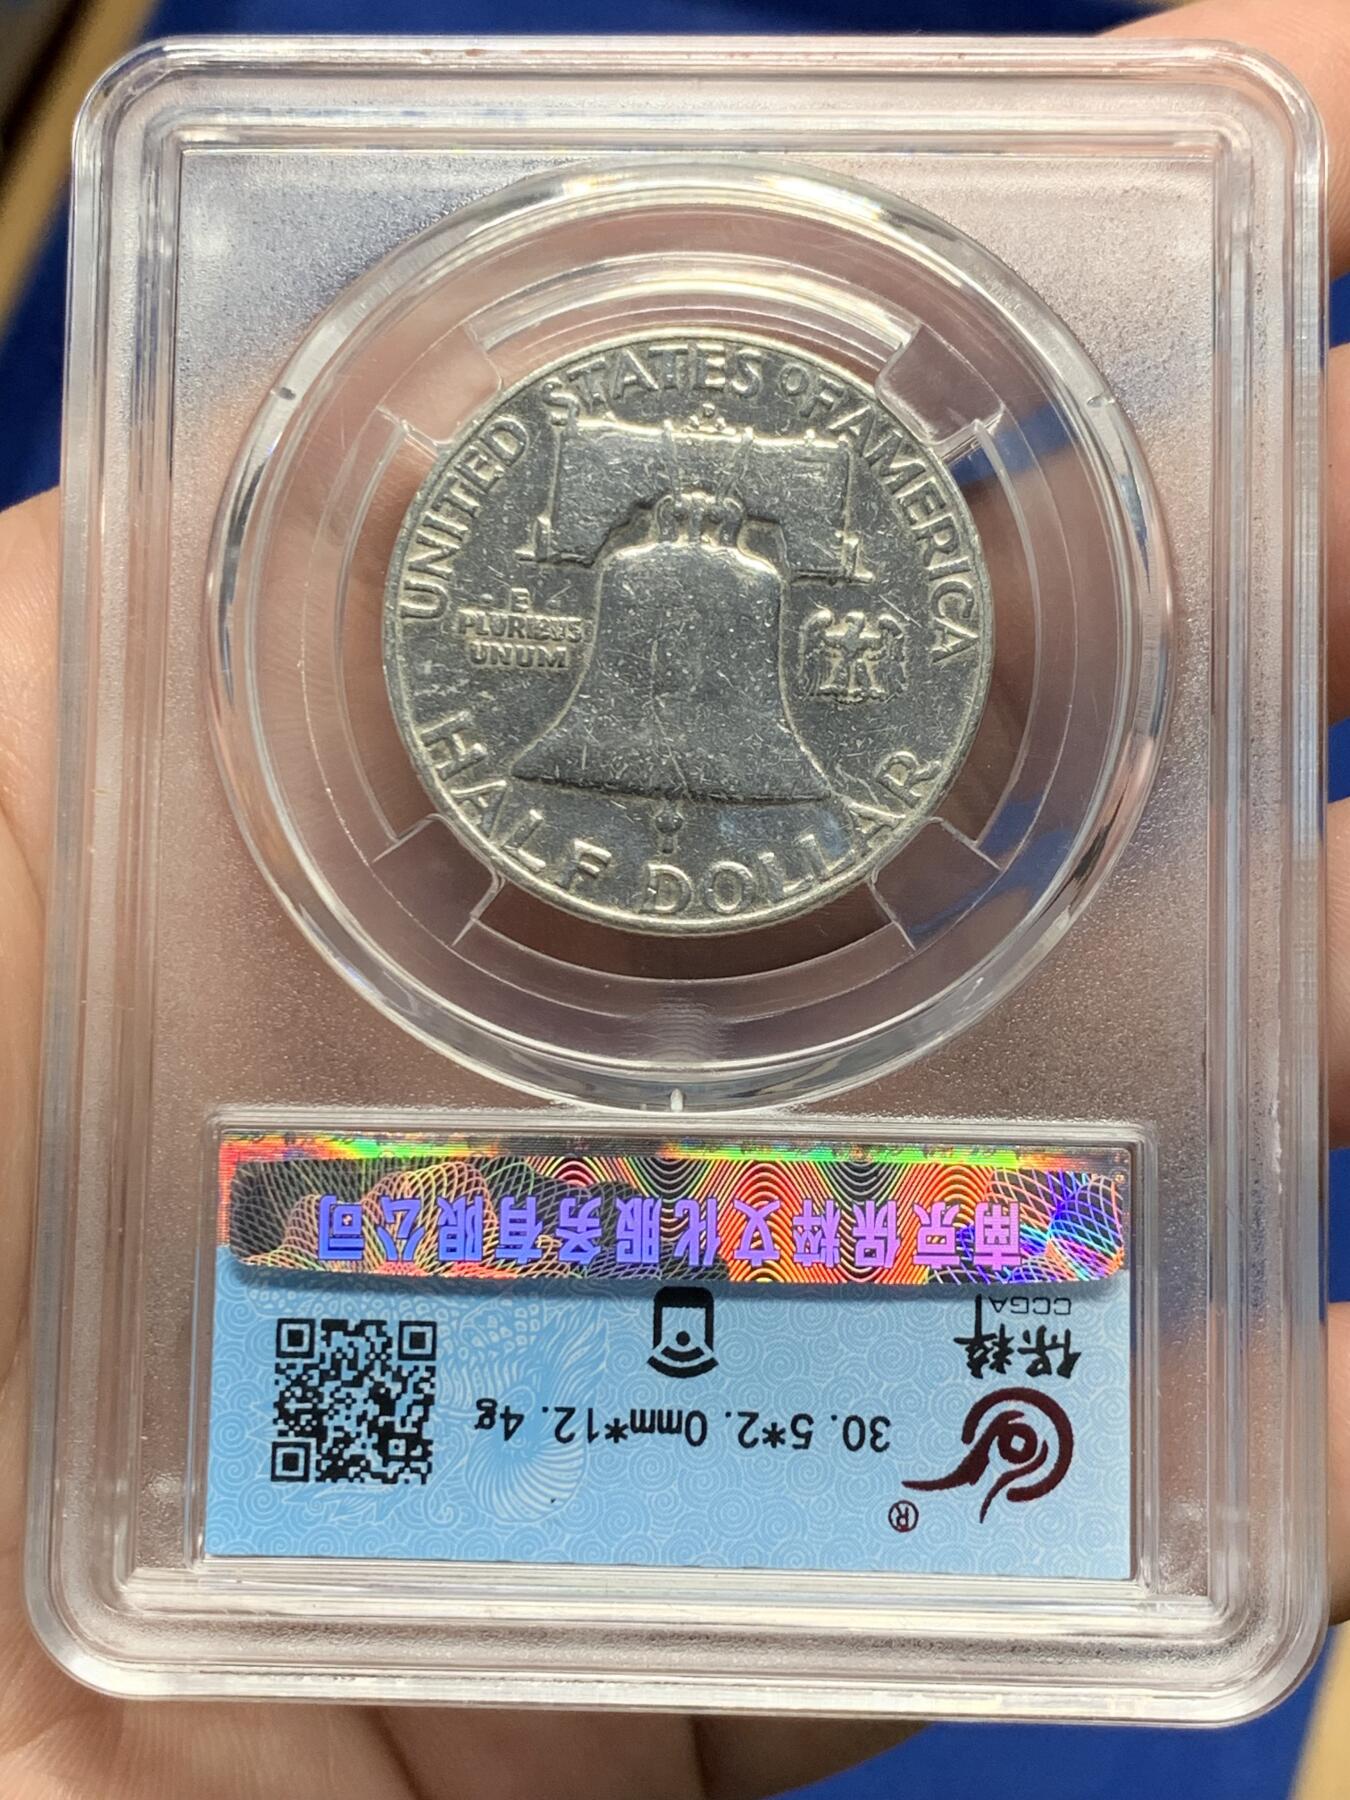 UNITED STATES OF AMERICA
D
E
PLURIBUS
UNUM
HALF DOLLAR
®
30.5*2.0mm*12.4g
保粹
CCGA
南京保粹文化服务有限公司